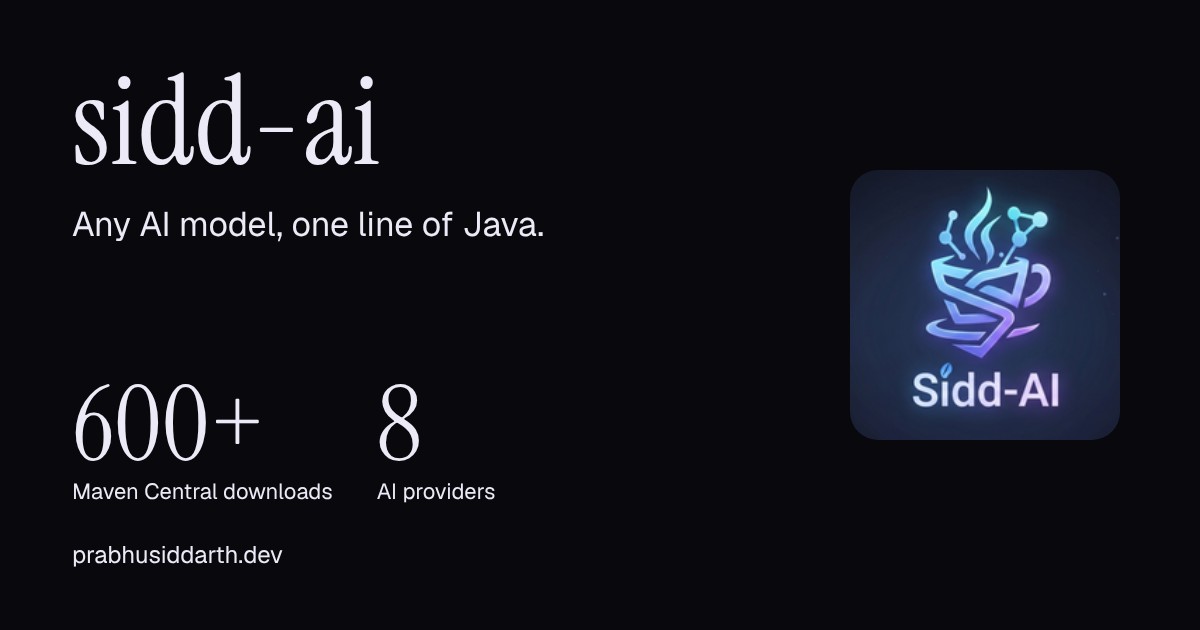 sidd-ai
Any AI model, one line of Java.
Sidd-AI
600+
Maven Central downloads
8
AI providers
prabhusiddarth.dev